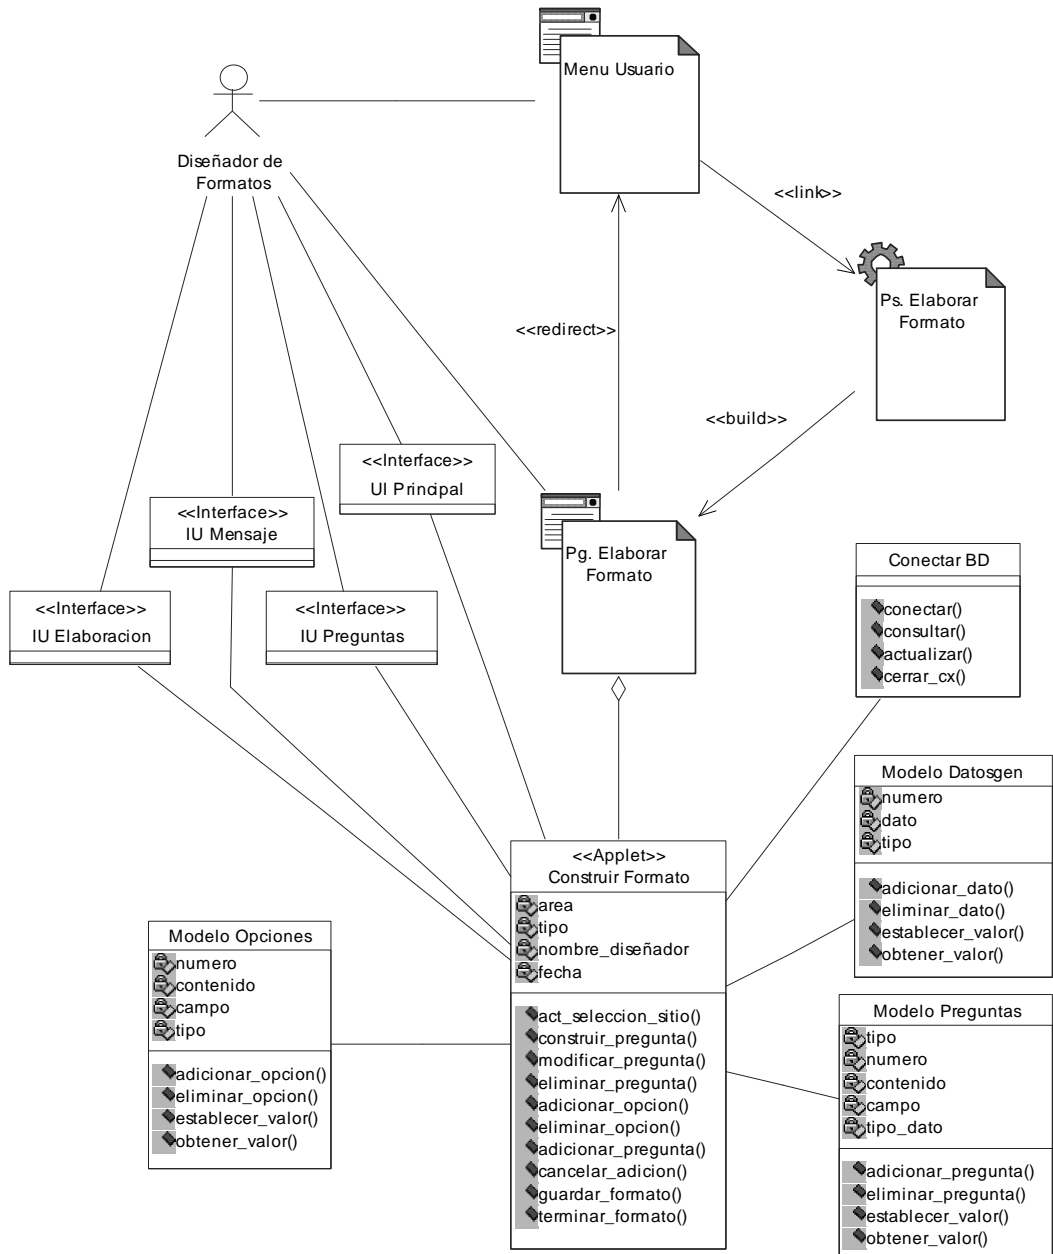 Menu Usuario
Diseñador de
Formatos
<<link>>
Ps. Elaborar
Formato
<<redirect>>
<<build>>
<<Interface>>
UI Principal
<<Interface>>
IU Mensaje
<<Interface>>
IU Elaboracion
<<Interface>>
IU Preguntas
Pg. Elaborar
Formato
Conectar BD
conectar()
consultar()
actualizar()
cerrar_cx()
Modelo Datosgen
numero
dato
tipo
adicionar_dato()
eliminar_dato()
establecer_valor()
obtener_valor()
<<Applet>>
Construir Formato
area
tipo
nombre_diseñador
fecha
act_seleccion_sitio()
construir_pregunta()
modificar_pregunta()
eliminar_pregunta()
adicionar_opcion()
eliminar_opcion()
adicionar_pregunta()
cancelar_adicion()
guardar_formato()
terminar_formato()
Modelo Opciones
numero
contenido
campo
tipo
adicionar_opcion()
eliminar_opcion()
establecer_valor()
obtener_valor()
Modelo Preguntas
tipo
numero
contenido
campo
tipo_dato
adicionar_pregunta()
eliminar_pregunta()
establecer_valor()
obtener_valor()